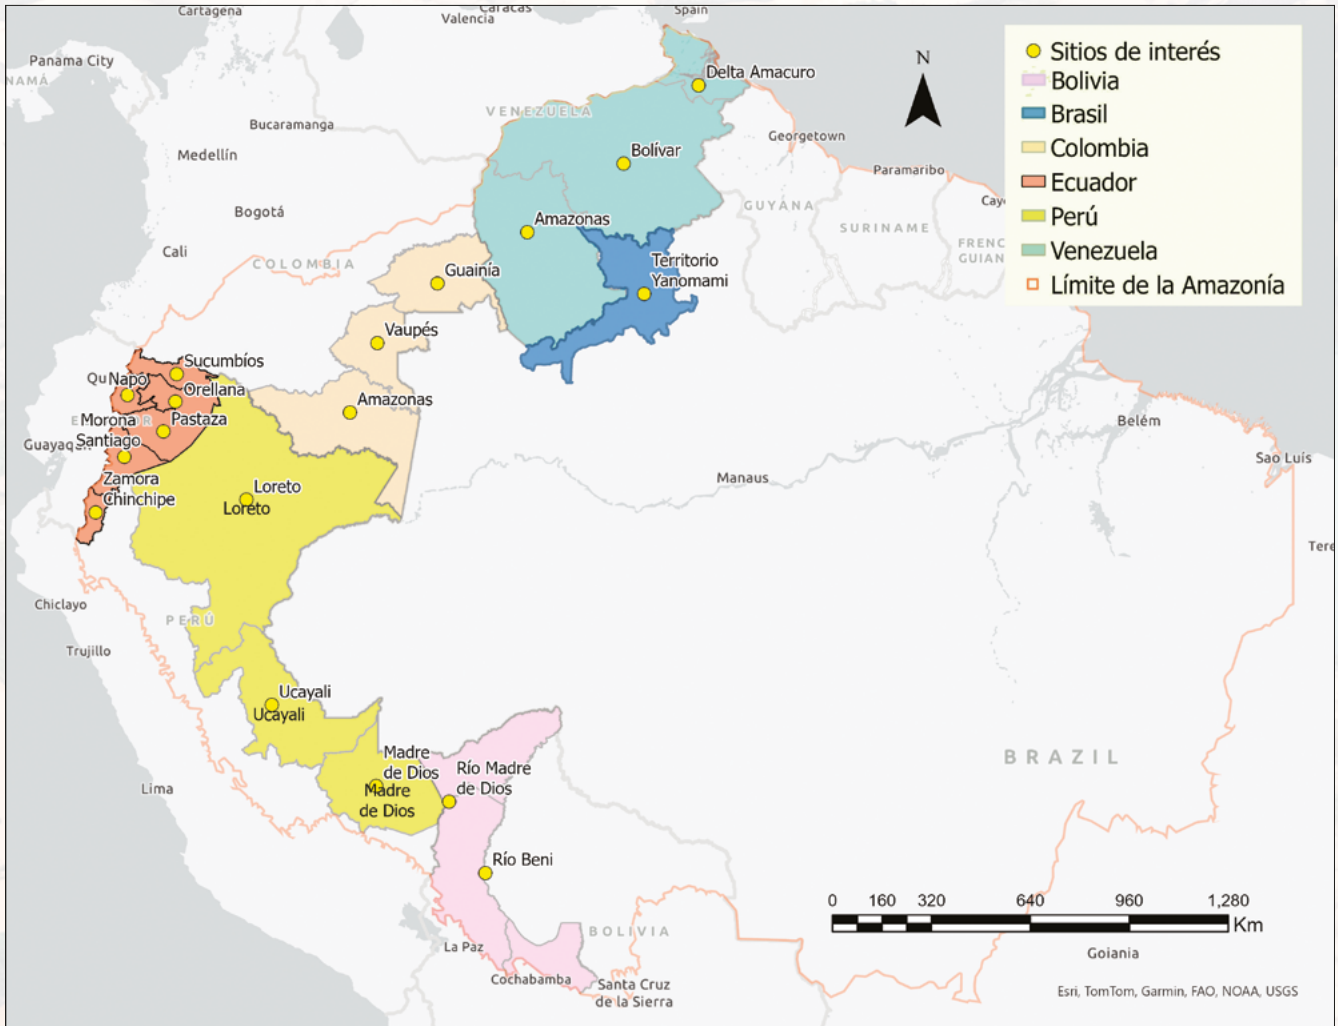 Cartagena
Caracas
Spain
Valencia
Panama City
NAMÁ
Delta Amacuro
VENEZUELA
Bucaramanga
Georgetown
Medellín
Bolívar
Paramaribo
Cay
Bogotá
Amazonas
GUYANA
SURINAME
Cali
COLOMBIA
FRENC
GUIAN
Guainía
Territorio
Yanomami
Vaupés
Sucumbíos
Qu
Napo
Orellana
Amazonas
Morona
Santiago
Pastaza
E
OR
Guayaqu
Belém
Sao Luís
Manaus
Zamora
Chinchipe
Loreto
Loreto
Tere
Chiclayo
PERÚ
Trujillo
Ucayali
Ucayali
Madre
de Dios
Madre
de Dios
Río Madre
de Dios
BRAZIL
Lima
Río Beni
La Paz
BOLIVIA
Cochabamba
Santa Cruz
de la Sierra
Goiania
N
Sitios de interés
Bolivia
Brasil
Colombia
Ecuador
Perú
Venezuela
Límite de la Amazonía
0 160 320 640 960 1,280
Km
Esri, TomTom, Garmin, FAO, NOAA, USGS